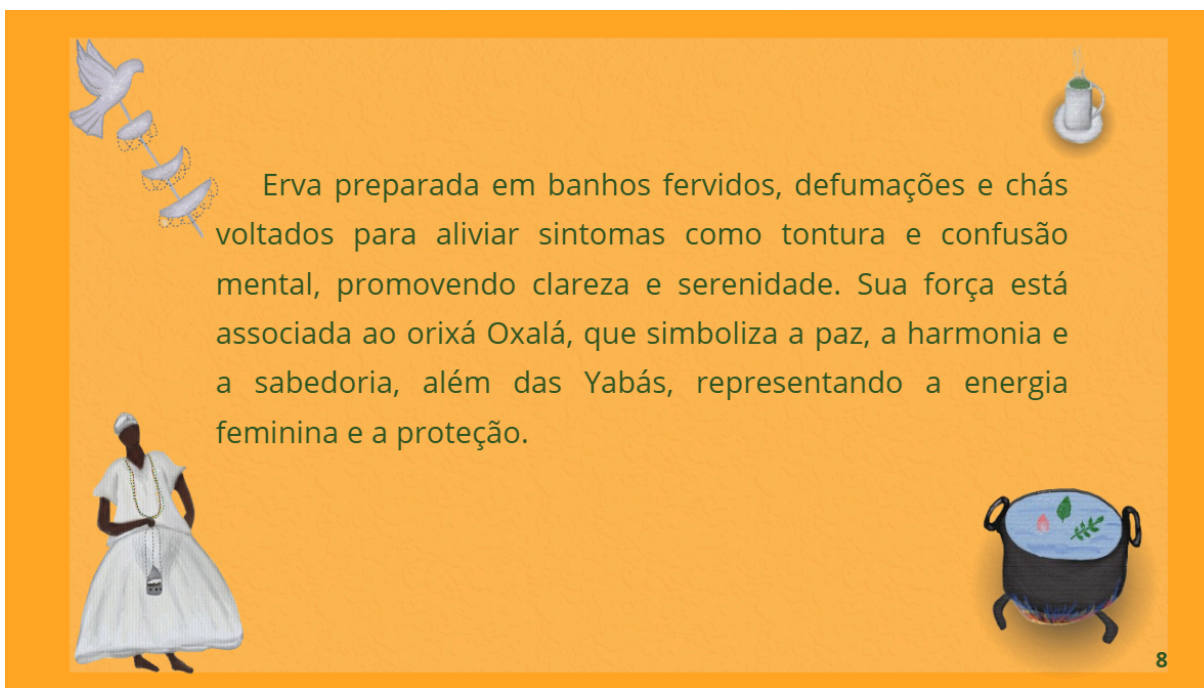 Erva preparada em banhos fervidos, defumações e chás
voltados para aliviar sintomas como tontura e confusão
mental, promovendo clareza e serenidade. Sua força está
associada ao orixá Oxalá, que simboliza a paz, a harmonia e
a sabedoria, além das Yabás, representando a energia
feminina e a proteção.
8